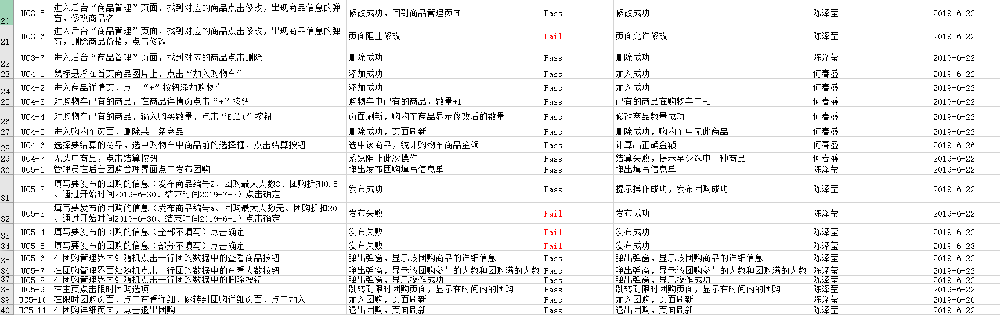 20 UC3-5 进入后台“商品管理”页面，找到对应的商品点击修改，出现商品信息的弹窗，修改商品名 修改成功，回到商品管理页面 Pass 修改成功 陈泽莹 2019-6-22
21 UC3-6 进入后台“商品管理”页面，找到对应的商品点击修改，出现商品信息的弹窗，删除商品价格，点击修改 页面阻止修改 Fail 页面允许修改 陈泽莹 2019-6-22
22 UC3-7 进入后台“商品管理”页面，找到对应的商品点击删除 删除成功 Pass 删除成功 陈泽莹 2019-6-22
23 UC4-1 鼠标悬浮在首页商品图片上，点击“加入购物车” 添加成功 Pass 加入成功 何春盛 2019-6-22
24 UC4-2 进入商品详情页，点击“+”按钮添加购物车 添加成功 Pass 加入成功 何春盛 2019-6-22
25 UC4-3 对购物车已有的商品，在商品详情页点击“+”按钮 购物车中已有的商品，数量+1 Pass 已有的商品在购物车中+1 何春盛 2019-6-22
26 UC4-4 对购物车已有的商品，输入购买数量，点击“Edit”按钮 页面刷新，购物车商品显示修改后的数量 Pass 修改商品数量成功 何春盛 2019-6-22
27 UC4-5 进入购物车页面，删除某一条商品 删除成功，页面刷新 Pass 删除成功，购物车中无此商品 何春盛 2019-6-22
28 UC4-6 选择要结算的商品，选中购物车中商品前的选择框，点击结算按钮 选中该商品，统计购物车商品金额 Pass 计算出正确金额 何春盛 2019-6-26
29 UC4-7 无选中商品，点击结算按钮 系统阻止此次操作 Pass 结算失败，提示至少选中一种商品 何春盛 2019-6-22
30 UC5-1 管理员在后台团购管理界面点击发布团购 弹出发布团购填写信息单 Pass 弹出填写信息单 陈泽莹 2019-6-22
31 UC5-2 填写要发布的团购的信息（发布商品编号2、团购最大人数3、团购折扣0.5、通过开始时间2019-6-30、结束时间2019-7-2）点击确定 发布成功 Pass 提示操作成功，发布团购成功 陈泽莹 2019-6-22
32 UC5-3 填写要发布的团购的信息（发布商品编号a、团购最大人数无、团购折扣20、通过开始时间2019-6-30、结束时间2019-6-1）点击确定 发布失败 Fail 发布成功 陈泽莹 2019-6-22
33 UC5-4 填写要发布的团购的信息（全部不填写）点击确定 发布失败 Fail 发布成功 陈泽莹 2019-6-22
34 UC5-5 填写要发布的团购的信息（部分不填写）点击确定 发布失败 Fail 发布成功 陈泽莹 2019-6-23
35 UC5-6 在团购管理界面处随机点击一行团购数据中的查看商品按钮 弹出弹窗，显示该团购商品的详细信息 Pass 弹出弹窗，显示该团购商品的详细信息 陈泽莹 2019-6-22
36 UC5-7 在团购管理界面处随机点击一行团购数据中的查看人数按钮 弹出弹窗，显示该团购参与的人数和团购满的人数 Pass 弹出弹窗，显示该团购参与的人数和团购满的人数 陈泽莹 2019-6-22
37 UC5-8 在团购管理界面处随机点击一行团购数据中的删除按钮 弹出弹窗，显示操作成功 Pass 弹出弹窗，显示操作成功 陈泽莹 2019-6-22
38 UC5-9 在主页点击限时团购选项 跳转到限时团购页面，显示在时间内的团购 Pass 跳转到限时团购页面，显示在时间内的团购 陈泽莹 2019-6-22
39 UC5-10 在限时团购页面，点击查看详细，跳转到团购详细页面，点击加入 加入团购，页面刷新 Pass 加入团购，页面刷新 陈泽莹 2019-6-26
40 UC5-11 在团购详细页面，点击退出团购 退出团购，页面刷新 Pass 退出团购，页面刷新 陈泽莹 2019-6-22